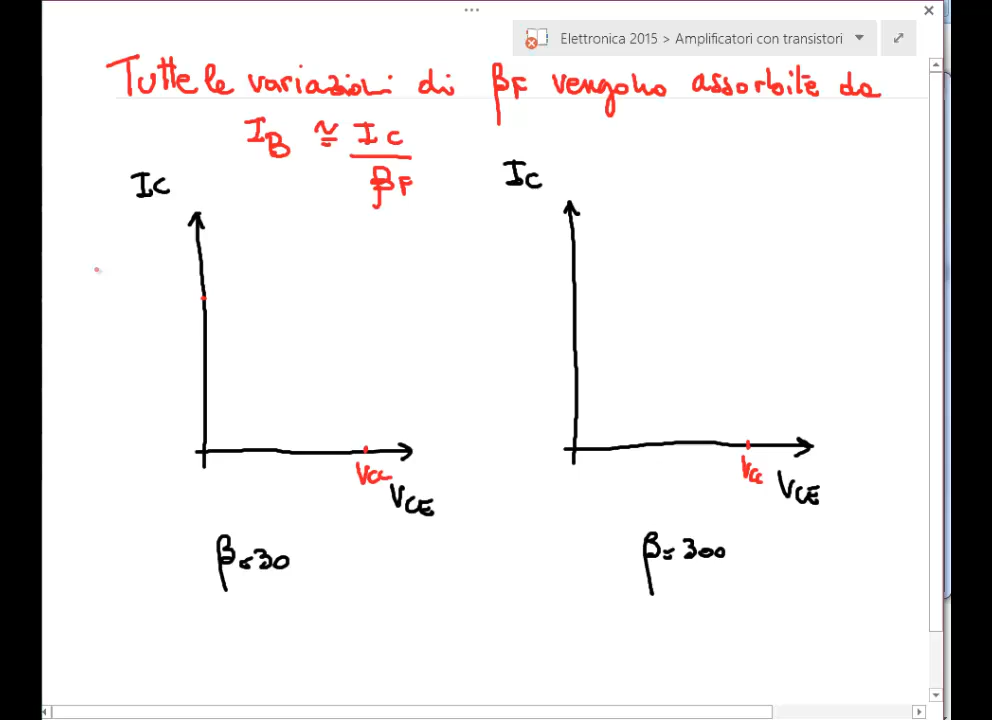 Elettronica 2015 > Amplificatori con transistori
Tutte le variazioni di βF vengono assorbite da
IB ≅ IC
βF
IC
IC
VCC
VCE
VCC
VCE
β=30
β=300